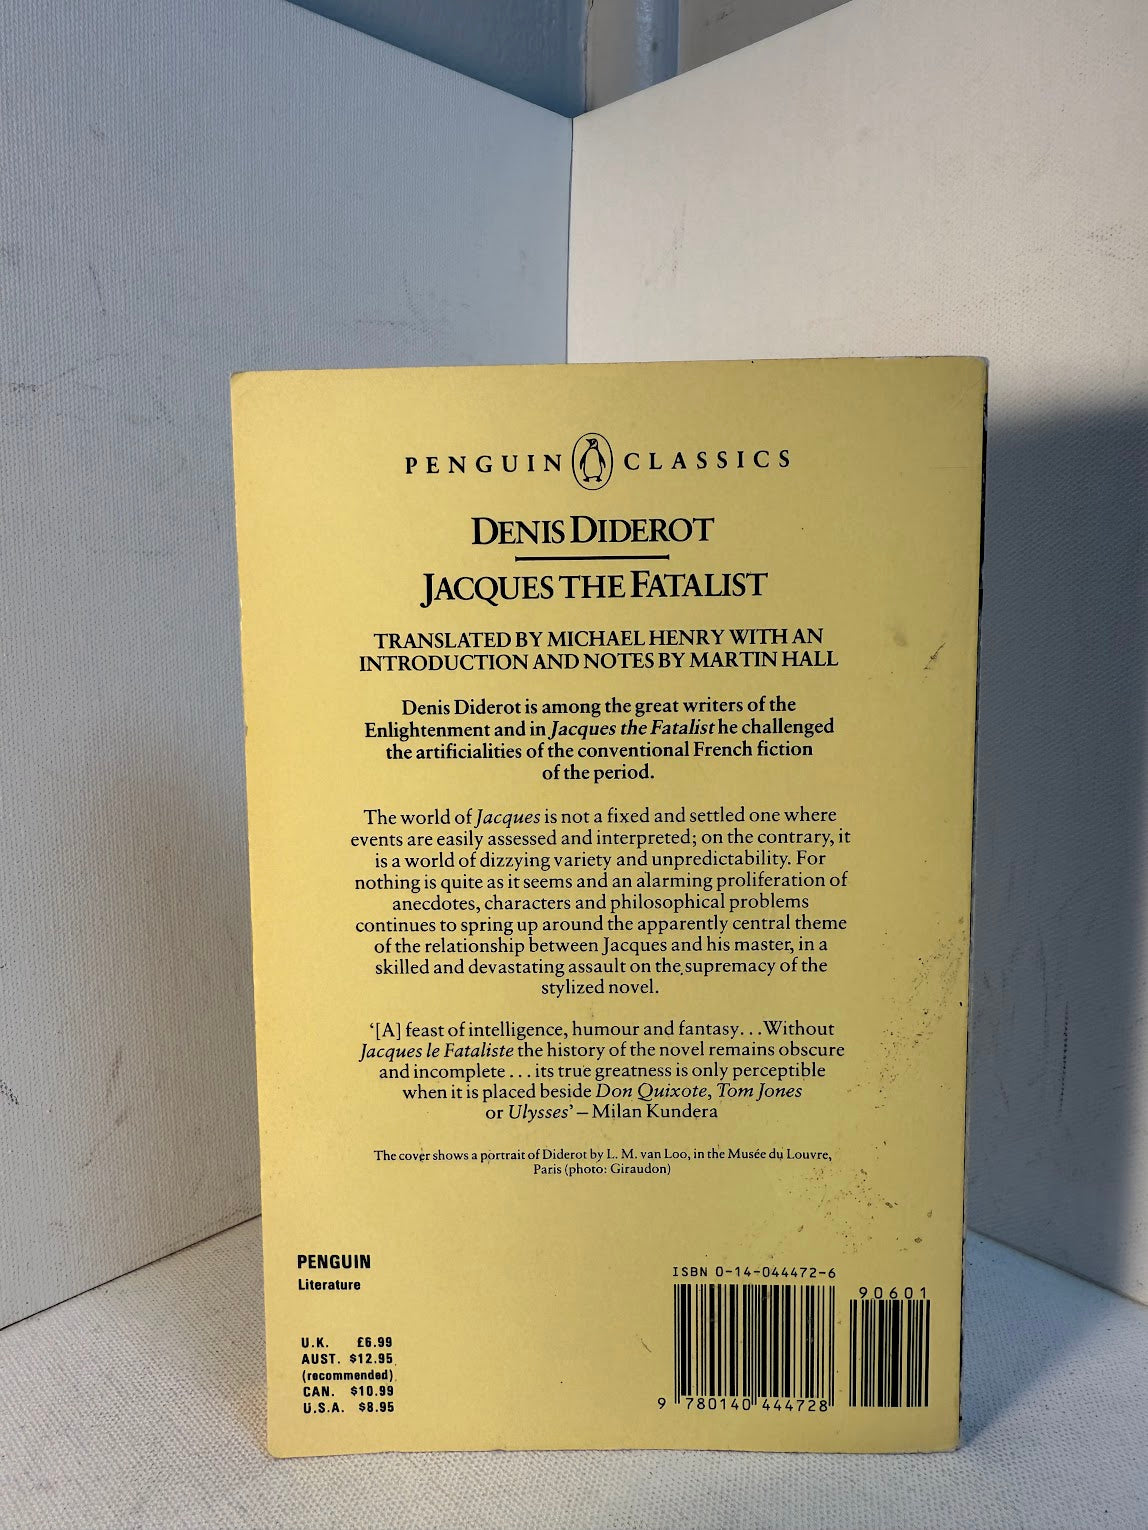 PENGUIN CLASSICS
DENIS DIDEROT
JACQUES THE FATALIST
TRANSLATED BY MICHAEL HENRY WITH AN
INTRODUCTION AND NOTES BY MARTIN HALL
Denis Diderot is among the great writers of the
Enlightenment and in Jacques the Fatalist he challenged
the artificialities of the conventional French fiction
of the period.
The world of Jacques is not a fixed and settled one where
events are easily assessed and interpreted; on the contrary, it
is a world of dizzying variety and unpredictability. For
nothing is quite as it seems and an alarming proliferation of
anecdotes, characters and philosophical problems
continues to spring up around the apparently central theme
of the relationship between Jacques and his master, in a
skilled and devastating assault on the supremacy of the
stylized novel.
‘[A] feast of intelligence, humour and fantasy...Without
Jacques le Fataliste the history of the novel remains obscure
and incomplete...its true greatness is only perceptible
when it is placed beside Don Quixote, Tom Jones
or Ulysses’ – Milan Kundera
The cover shows a portrait of Diderot by L. M. van Loo, in the Musée du Louvre,
Paris (photo: Giraudon)
PENGUIN
Literature
U.K. £6.99
AUST. $12.95
(recommended)
CAN. $10.99
U.S.A. $8.95
ISBN 0-14-044472-6
90601
9 780140 444728